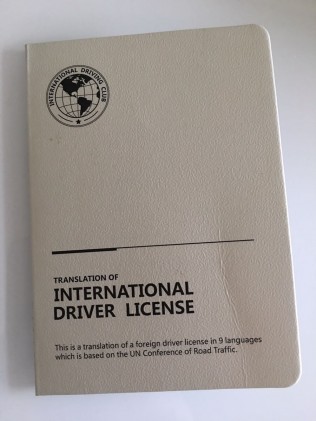 INTERNATIONAL DRIVING CLUB
TRANSLATION OF
INTERNATIONAL
DRIVER LICENSE
This is a translation of a foreign driver license in 9 languages
which is based on the UN Conference of Road Traffic.